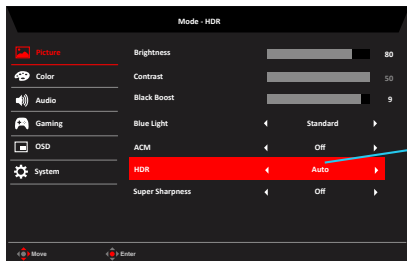 Mode - HDR
Picture
Brightness 80
Color
Contrast 50
Audio
Black Boost 9
Gaming
Blue Light Standard
OSD
ACM Off
System
HDR Auto
Super Sharpness Off
Move Enter